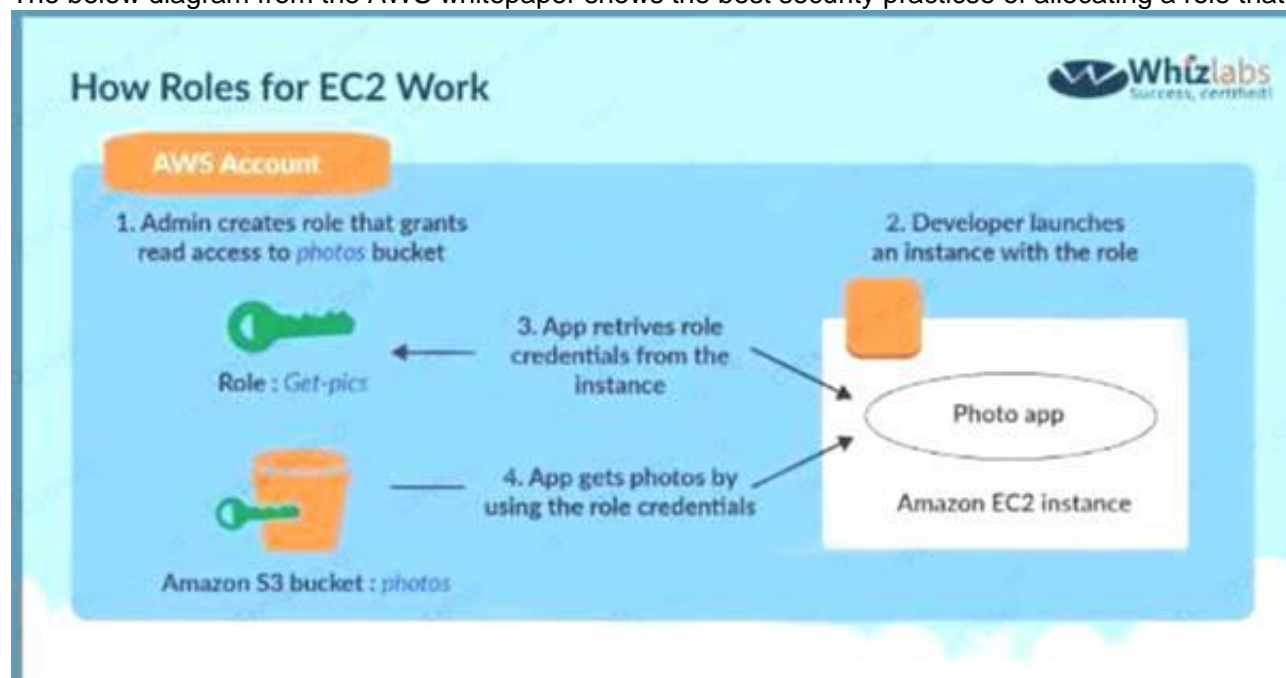 The below diagram from the AWS whitepaper shows the best security practicse of allocating a role that
How Roles for EC2 Work
Whizlabs
Success, certified!
AWS Account
1. Admin creates role that grants
read access to photos bucket
2. Developer launches
an instance with the role
3. App retrives role
credentials from the
instance
Role : Get-pics
Photo app
4. App gets photos by
using the role credentials
Amazon EC2 instance
Amazon S3 bucket : photos